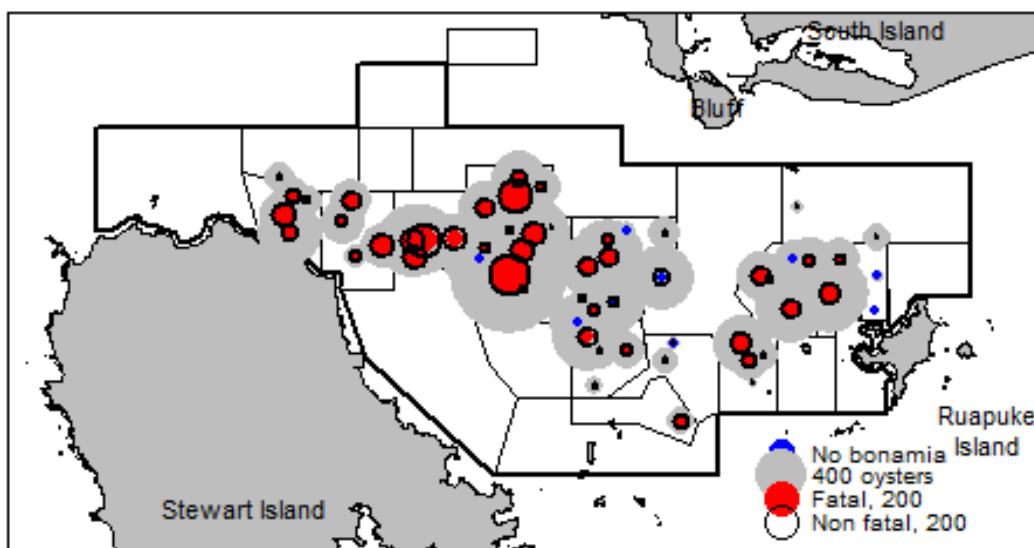 South Island
Bluff
Ruapuke
Island
No bonamia
400 oysters
Fatal, 200
Non fatal, 200
Stewart Island